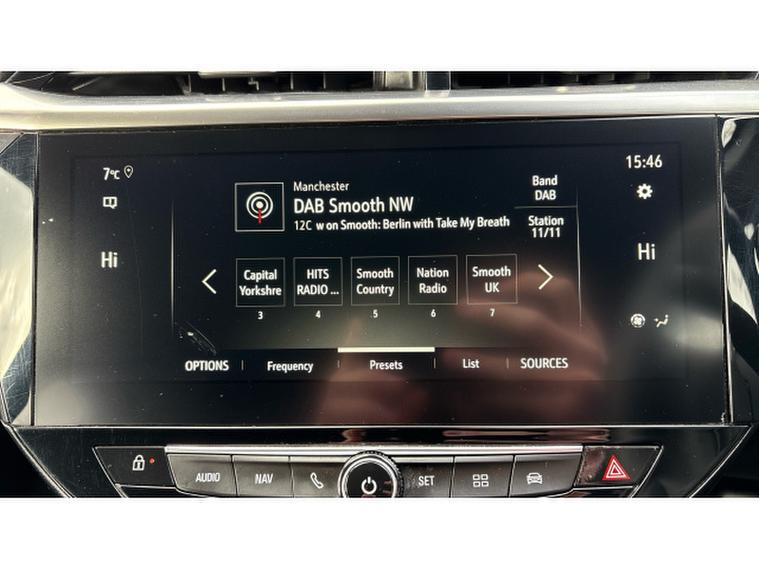 7°C
15:46
Manchester
DAB Smooth NW
12C w on Smooth: Berlin with Take My Breath
Band
DAB
Station
11/11
Hi
Hi
Capital
Yorkshre
HITS
RADIO ...
Smooth
Country
Nation
Radio
Smooth
UK
3
4
5
6
7
OPTIONS
Frequency
Presets
List
SOURCES
AUDIO
NAV
SET